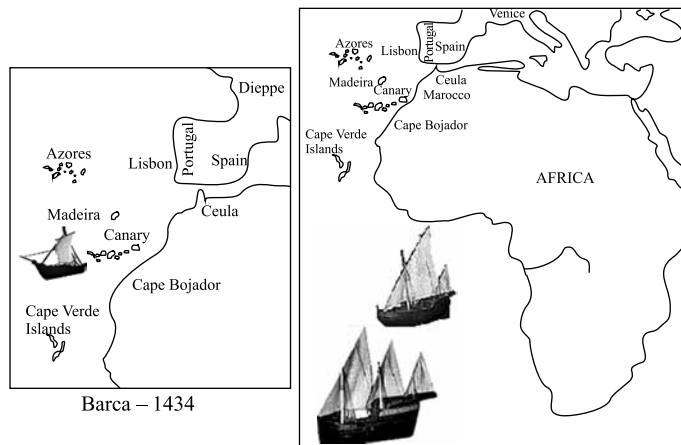 Dieppe
Portugal
Azores
Lisbon
Spain
Madeira
Ceula
Canary
Cape Bojador
Cape Verde
Islands
Barca – 1434
Venice
Azores
Portugal
Lisbon
Spain
Madeira
Ceula
Canary
Marocco
Cape Bojador
Cape Verde
Islands
AFRICA